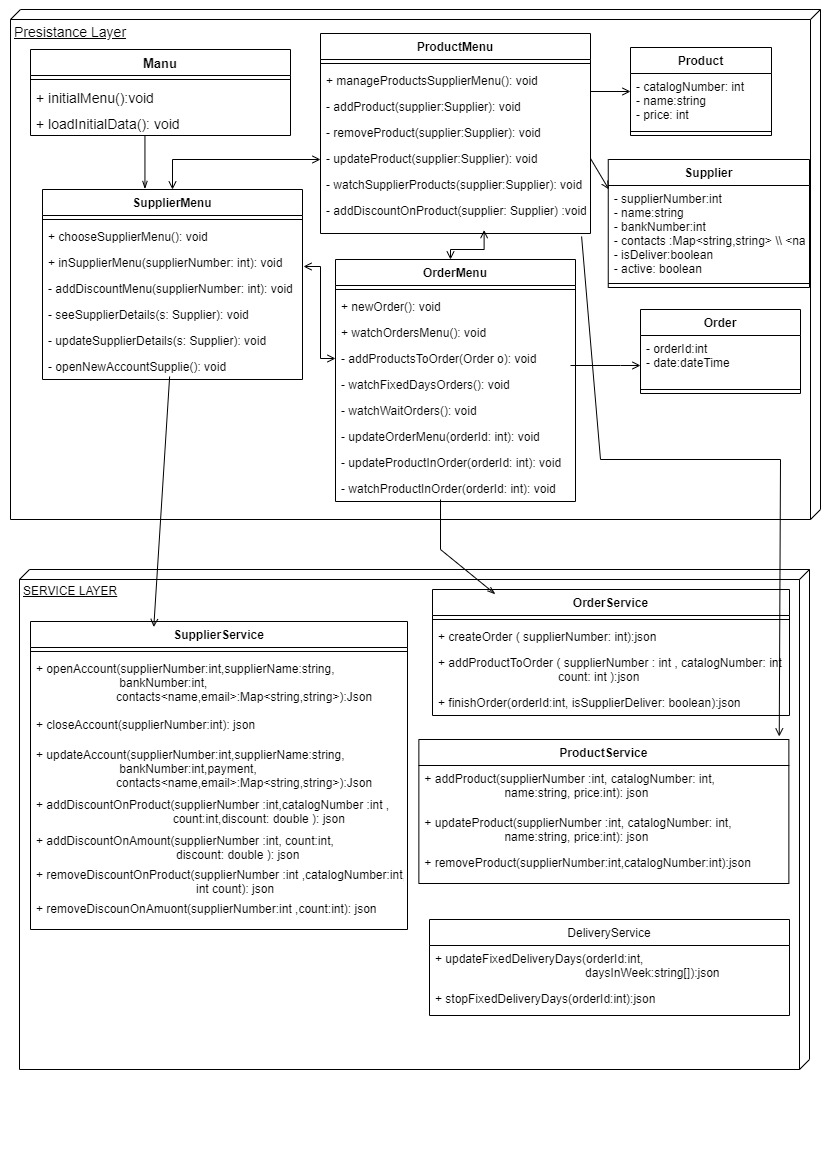 Presistance Layer
Manu
+ initialMenu():void
+ loadInitialData(): void
ProductMenu
+ manageProductsSupplierMenu(): void
- addProduct(supplier:Supplier): void
- removeProduct(supplier:Supplier): void
- updateProduct(supplier:Supplier): void
- watchSupplierProducts(supplier:Supplier): void
- addDiscountOnProduct(supplier: Supplier) :void
Product
- catalogNumber: int
- name:string
- price: int
Supplier
- supplierNumber:int
- name:string
- bankNumber:int
- contacts :Map<string,string> \\ <na
- isDeliver:boolean
- active: boolean
SupplierMenu
+ chooseSupplierMenu(): void
+ inSupplierMenu(supplierNumber: int): void
- addDiscountMenu(supplierNumber: int): void
- seeSupplierDetails(s: Supplier): void
- updateSupplierDetails(s: Supplier): void
- openNewAccountSupplie(): void
OrderMenu
+ newOrder(): void
+ watchOrdersMenu(): void
- addProductsToOrder(Order o): void
- watchFixedDaysOrders(): void
- watchWaitOrders(): void
- updateOrderMenu(orderId: int): void
- updateProductInOrder(orderId: int): void
- watchProductInOrder(orderId: int): void
Order
- orderId:int
- date:dateTime
SERVICE LAYER
SupplierService
+ openAccount(supplierNumber:int,supplierName:string,
bankNumber:int,
contacts<name,email>:Map<string,string>):Json
+ closeAccount(supplierNumber:int): json
+ updateAccount(supplierNumber:int,supplierName:string,
bankNumber:int,payment,
contacts<name,email>:Map<string,string>):Json
+ addDiscountOnProduct(supplierNumber :int,catalogNumber :int ,
count:int,discount: double ): json
+ addDiscountOnAmount(supplierNumber :int, count:int,
discount: double ): json
+ removeDiscountOnProduct(supplierNumber :int ,catalogNumber:int
int count): json
+ removeDiscounOnAmuont(supplierNumber:int ,count:int): json
OrderService
+ createOrder ( supplierNumber: int):json
+ addProductToOrder ( supplierNumber : int , catalogNumber: int
count: int ):json
+ finishOrder(orderId:int, isSupplierDeliver: boolean):json
ProductService
+ addProduct(supplierNumber :int, catalogNumber: int,
name:string, price:int): json
+ updateProduct(supplierNumber :int, catalogNumber: int,
name:string, price:int): json
+ removeProduct(supplierNumber:int,catalogNumber:int):json
DeliveryService
+ updateFixedDeliveryDays(orderId:int,
daysInWeek:string[]):json
+ stopFixedDeliveryDays(orderId:int):json